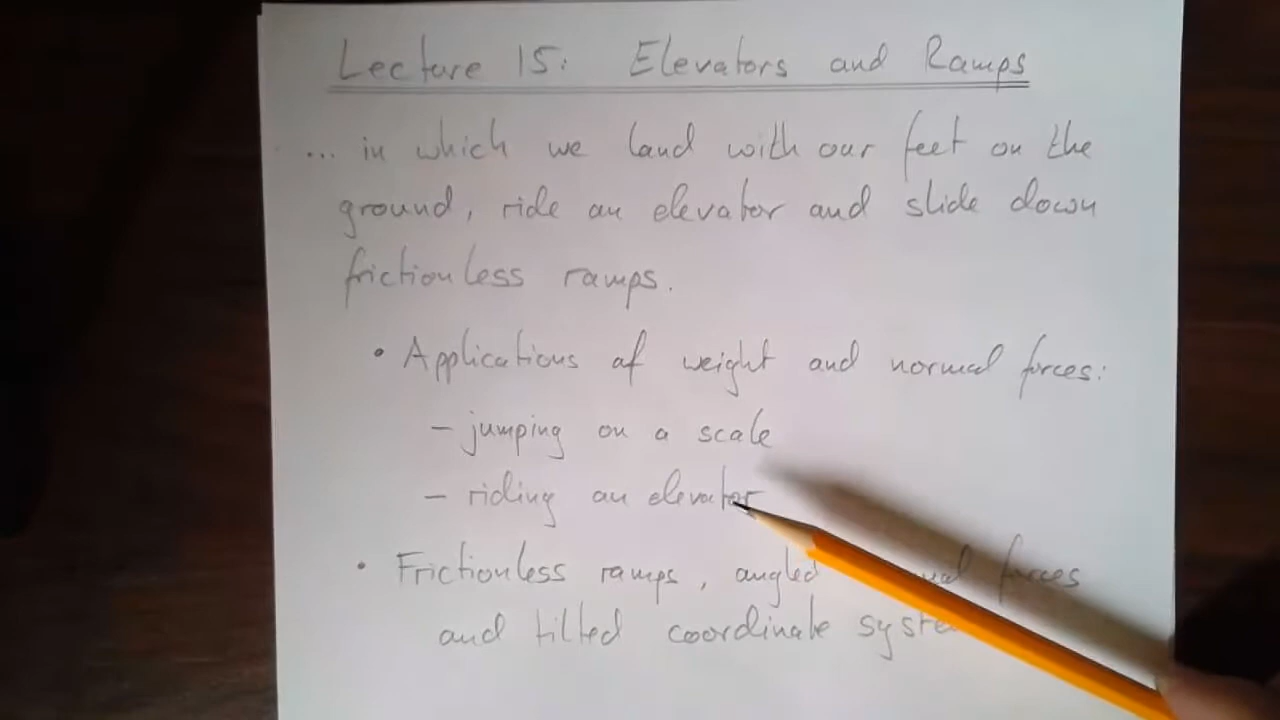 Lecture 15: Elevators and Ramps
... in which we land with our feet on the
ground, ride an elevator and slide down
frictionless ramps.
• Applications of weight and normal forces:
- jumping on a scale
- riding an elevator
• Frictionless ramps, angled forces
and tilted coordinate